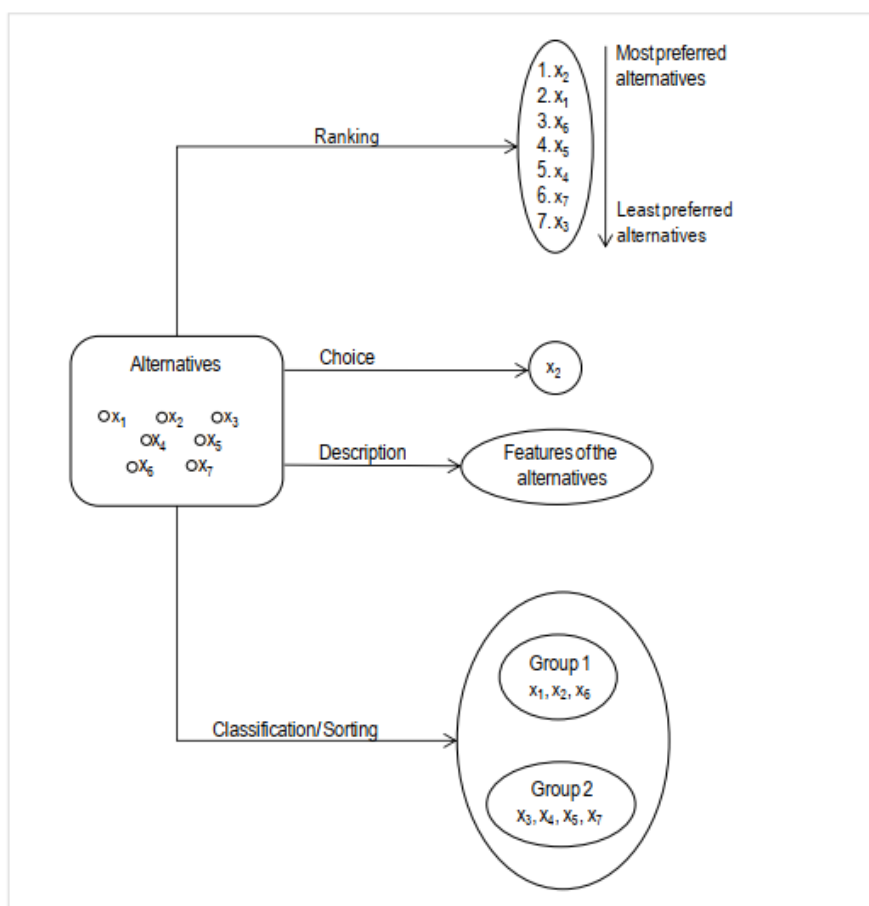 Most preferred
alternatives
1. x₂
2. x₁
3. x₆
4. x₅
5. x₄
6. x₇
7. x₃
Ranking
Least preferred
alternatives
Alternatives
x₁ x₂ x₃
x₄ x₅
x₆ x₇
Choice
x₂
Description
Features of the
alternatives
Group 1
x₁, x₂, x₆
Classification/Sorting
Group 2
x₃, x₄, x₅, x₇